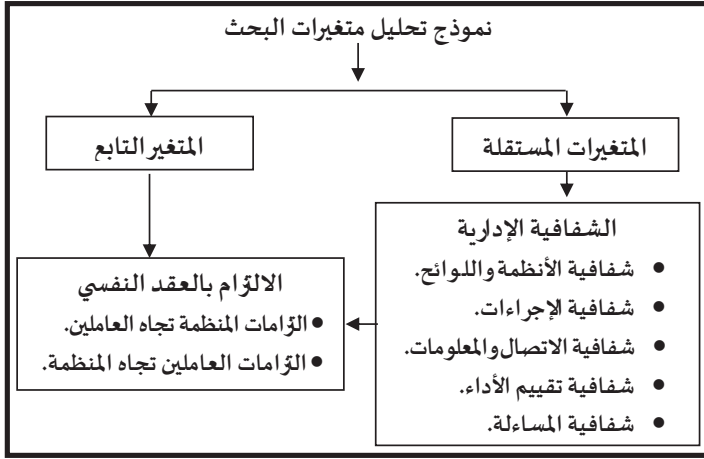 نموذج تحليل متغيرات البحث
المتغيرات المستقلة
المتغير التابع
الشفافية الإدارية
● شفافية الأنظمة واللوائح.
● شفافية الإجراءات.
● شفافية الاتصال والمعلومات.
● شفافية تقييم الأداء.
● شفافية المساءلة.
الالتزام بالعقد النفسي
● التزامات المنظمة تجاه العاملين.
● التزامات العاملين تجاه المنظمة.